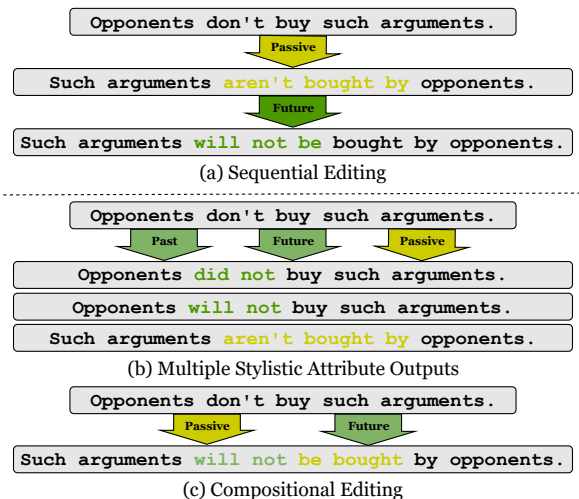 Opponents don't buy such arguments.
Passive
Such arguments aren't bought by opponents.
Future
Such arguments will not be bought by opponents.
(a) Sequential Editing
Opponents don't buy such arguments.
Past Future Passive
Opponents did not buy such arguments.
Opponents will not buy such arguments.
Such arguments aren't bought by opponents.
(b) Multiple Stylistic Attribute Outputs
Opponents don't buy such arguments.
Passive Future
Such arguments will not be bought by opponents.
(c) Compositional Editing